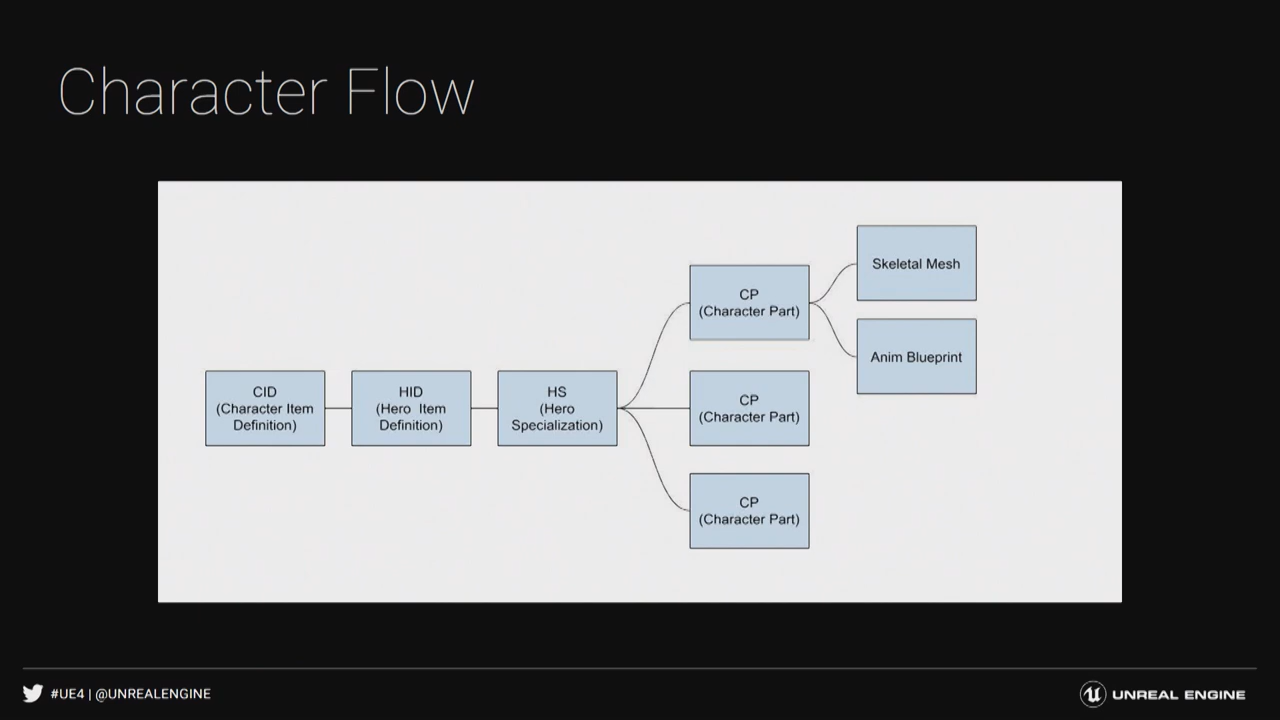 Character Flow
CID
(Character Item
Definition)
HID
(Hero Item
Definition)
HS
(Hero
Specialization)
CP
(Character Part)
Skeletal Mesh
Anim Blueprint
CP
(Character Part)
CP
(Character Part)
#UE4 | @UNREALENGINE
UNREAL ENGINE